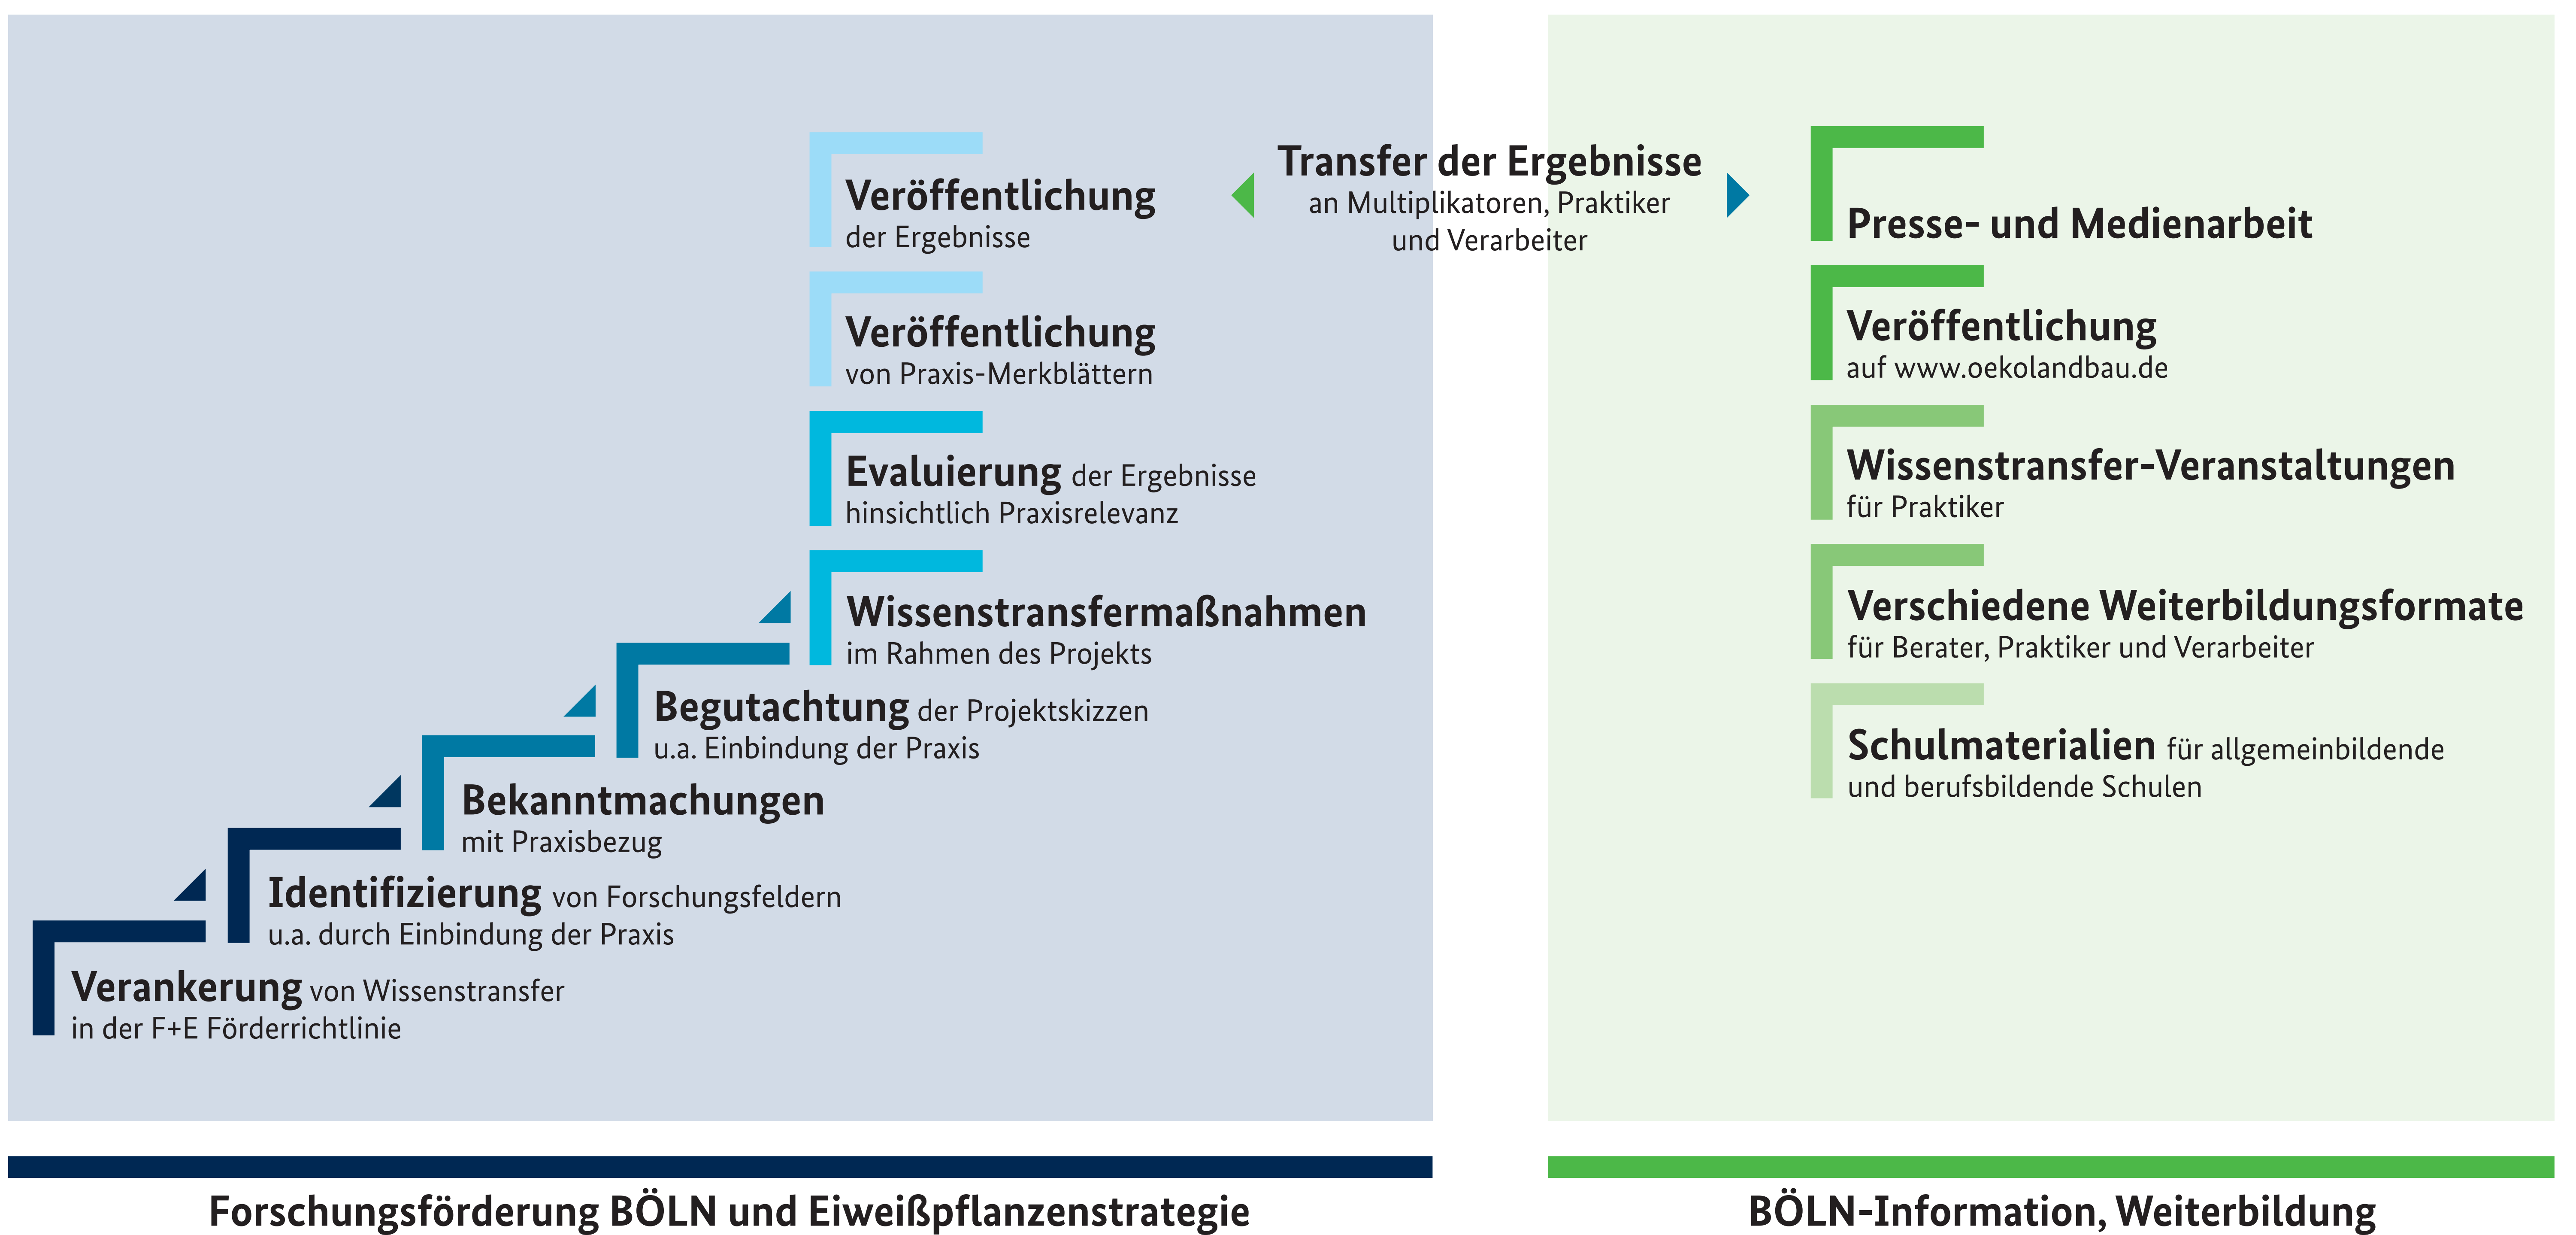 Veröffentlichung
der Ergebnisse
Veröffentlichung
von Praxis-Merkblättern
Evaluierung der Ergebnisse
hinsichtlich Praxisrelevanz
Wissenstransfermaßnahmen
im Rahmen des Projekts
Begutachtung der Projektskizzen
u.a. Einbindung der Praxis
Bekanntmachungen
mit Praxisbezug
Identifizierung von Forschungsfeldern
u.a. durch Einbindung der Praxis
Verankerung von Wissenstransfer
in der F+E Förderrichtlinie
Transfer der Ergebnisse
an Multiplikatoren, Praktiker
und Verarbeiter
Presse- und Medienarbeit
Veröffentlichung
auf www.oekolandbau.de
Wissenstransfer-Veranstaltungen
für Praktiker
Verschiedene Weiterbildungsformate
für Berater, Praktiker und Verarbeiter
Schulmaterialien für allgemeinbildende
und berufsbildende Schulen
Forschungsförderung BÖLN und Eiweißpflanzenstrategie
BÖLN-Information, Weiterbildung